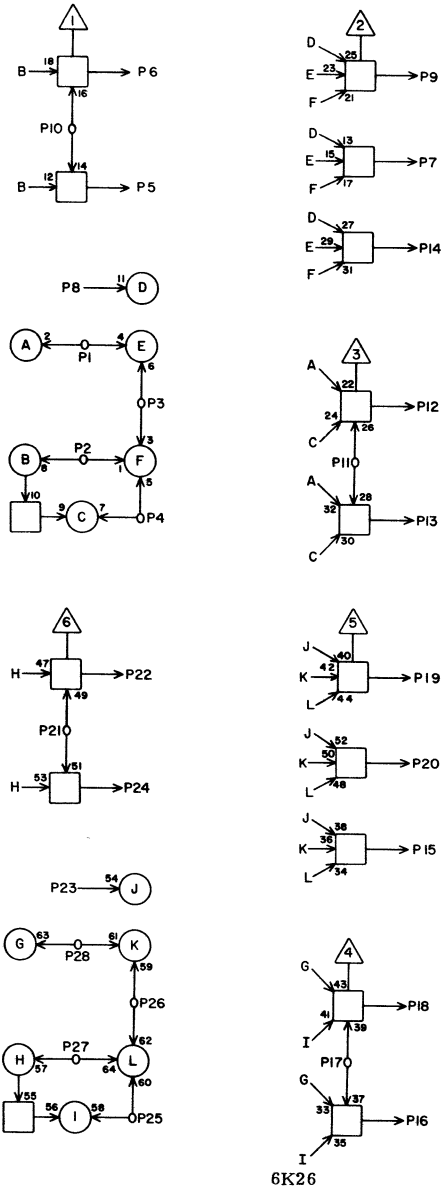 1
B 18 P6
16
P10
14
B 12 P5
P8 11 D
A 2 P1 4 E
6
P3
3
B 8 P2 1 F
5
10
9 C 7 P4
2
D 25
E 23 P9
F 21
D 13
E 15 P7
F 17
D 27
E 29 P14
F 31
3
A 22
P12
C 24 26
P11
A 28
32 P13
C 30
6
H 47 P22
49
P21
51
H 53 P24
P23 54 J
G 63 P28 61 K
59
P26
62
H 57 P27 64 L
60
55
56 I 58 P25
5
J 40
K 42 P19
L 44
J 52
K 50 P20
L 48
J 38
K 36 P15
L 34
4
G 43
P18
I 41 39
P17
G 37
33 P16
I 35
6K26